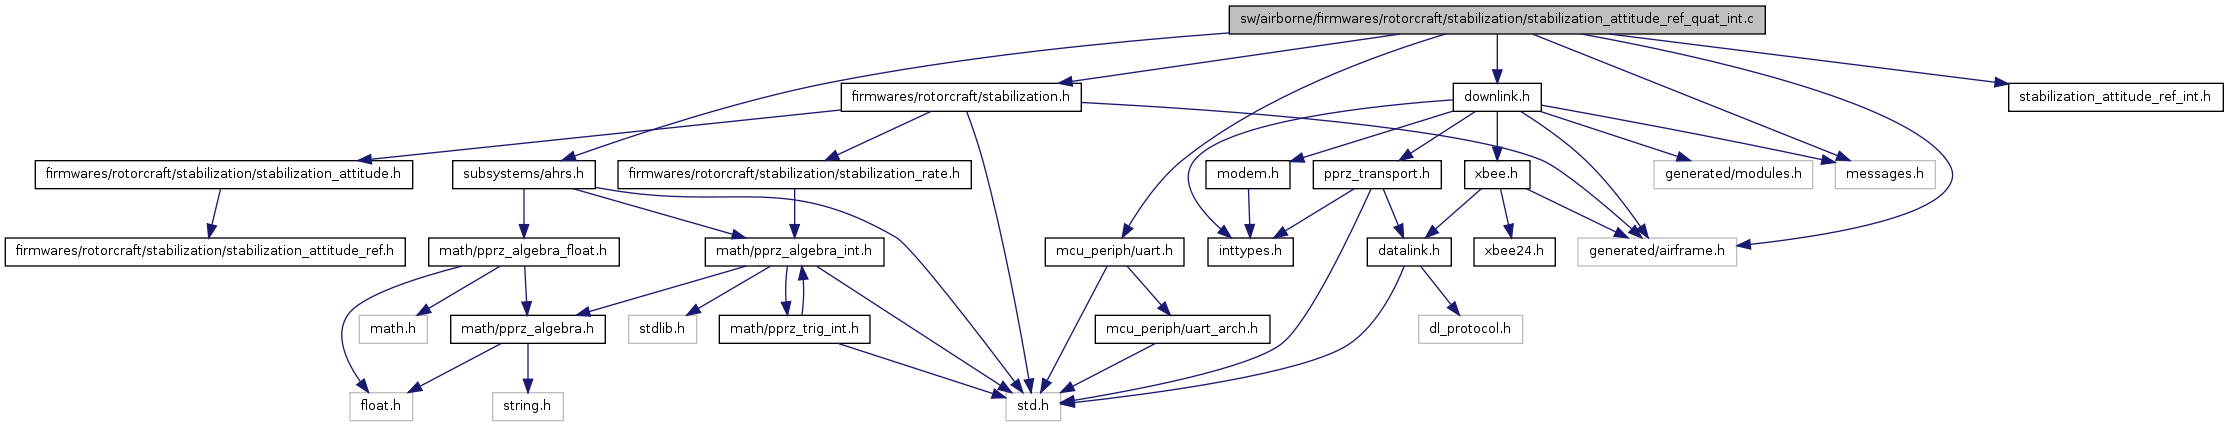 sw/airborne/firmwares/rotorcraft/stabilization/stabilization_attitude_ref_quat_int.c
firmwares/rotorcraft/stabilization.h
downlink.h
stabilization_attitude_ref_int.h
firmwares/rotorcraft/stabilization/stabilization_attitude.h
subsystems/ahrs.h
firmwares/rotorcraft/stabilization/stabilization_rate.h
modem.h
pprz_transport.h
xbee.h
generated/modules.h
messages.h
firmwares/rotorcraft/stabilization/stabilization_attitude_ref.h
math/pprz_algebra_float.h
math/pprz_algebra_int.h
mcu_periph/uart.h
inttypes.h
datalink.h
xbee24.h
generated/airframe.h
math.h
math/pprz_algebra.h
stdlib.h
math/pprz_trig_int.h
mcu_periph/uart_arch.h
dl_protocol.h
float.h
string.h
std.h